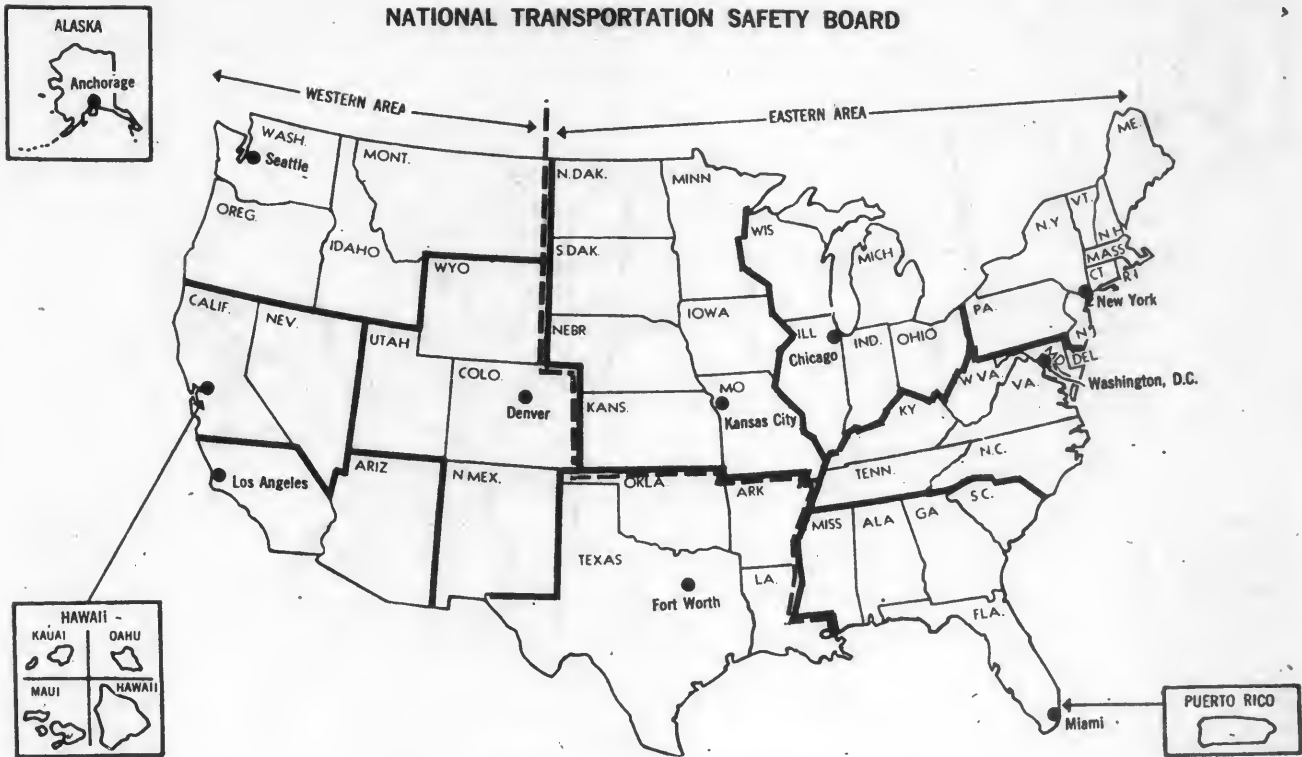 NATIONAL TRANSPORTATION SAFETY BOARD
ALASKA
Anchorage
WESTERN AREA
EASTERN AREA
WASH.
Seattle
MONT.
OREG.
IDAHO
WYO
N.DAK.
S.DAK.
MINN
WIS
MICH
ME.
VT.
N.H
N.Y
MASS
CT
RI
New York
CALIF.
NEV.
UTAH
COLO.
Denver
NEBR
IOWA
ILL
Chicago
IND.
OHIO
PA.
NJ
DEL
Washington, D.C.
KANS.
MO
Kansas City
KY
W VA.
VA.
Los Angeles
ARIZ
N MEX.
OKLA.
ARK
TENN.
N.C.
S C.
TEXAS
Fort Worth
LA.
MISS
ALA
GA
FLA.
Miami
HAWAII
KAUAI
OAHU
MAUI
HAWAII
PUERTO RICO